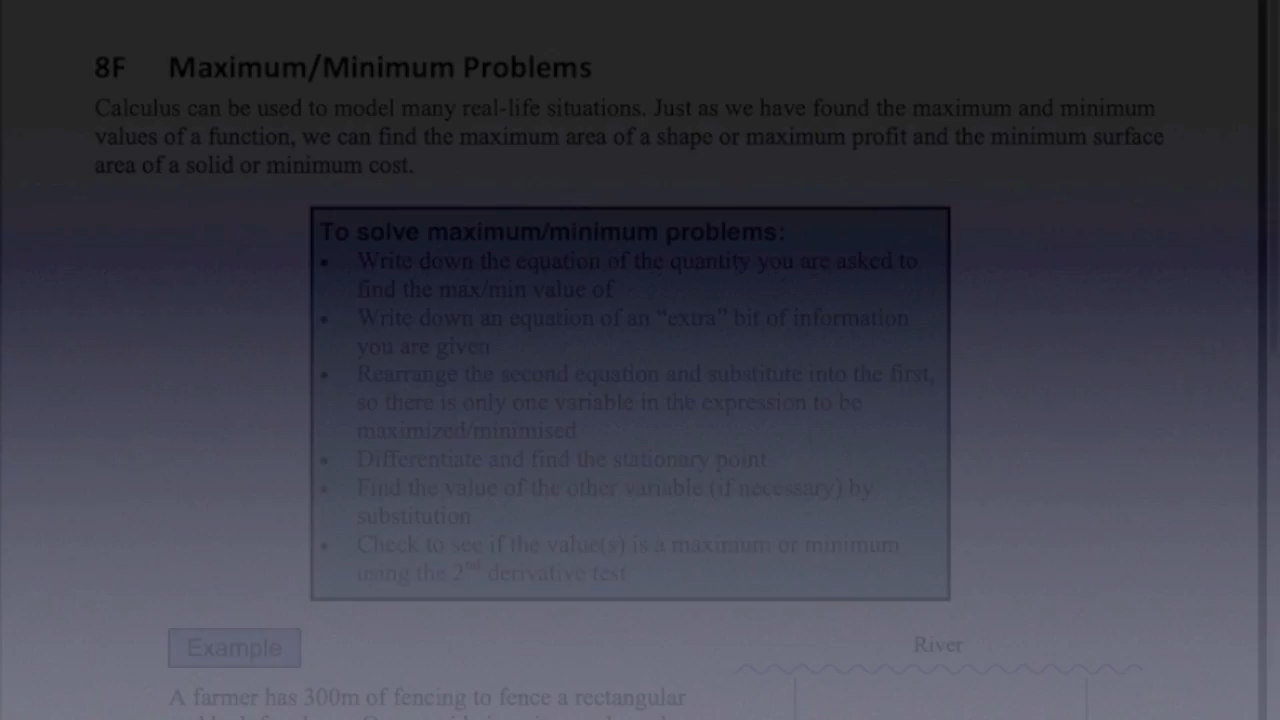 8F Maximum/Minimum Problems
Calculus can be used to model many real-life situations. Just as we have found the maximum and minimum
values of a function, we can find the maximum area of a shape or maximum profit and the minimum surface
area of a solid or minimum cost.
To solve maximum/minimum problems:
• Write down the equation of the quantity you are asked to
find the max/min value of
• Write down an equation of an “extra” bit of information
you are given
• Rearrange the second equation and substitute into the first,
so there is only one variable in the expression to be
maximized/minimised
• Differentiate and find the stationary point
• Find the value of the other variable (if necessary) by
substitution
• Check to see if the value(s) is a maximum or minimum
using the 2nd derivative test
Example
River
A farmer has 300m of fencing to fence a rectangular